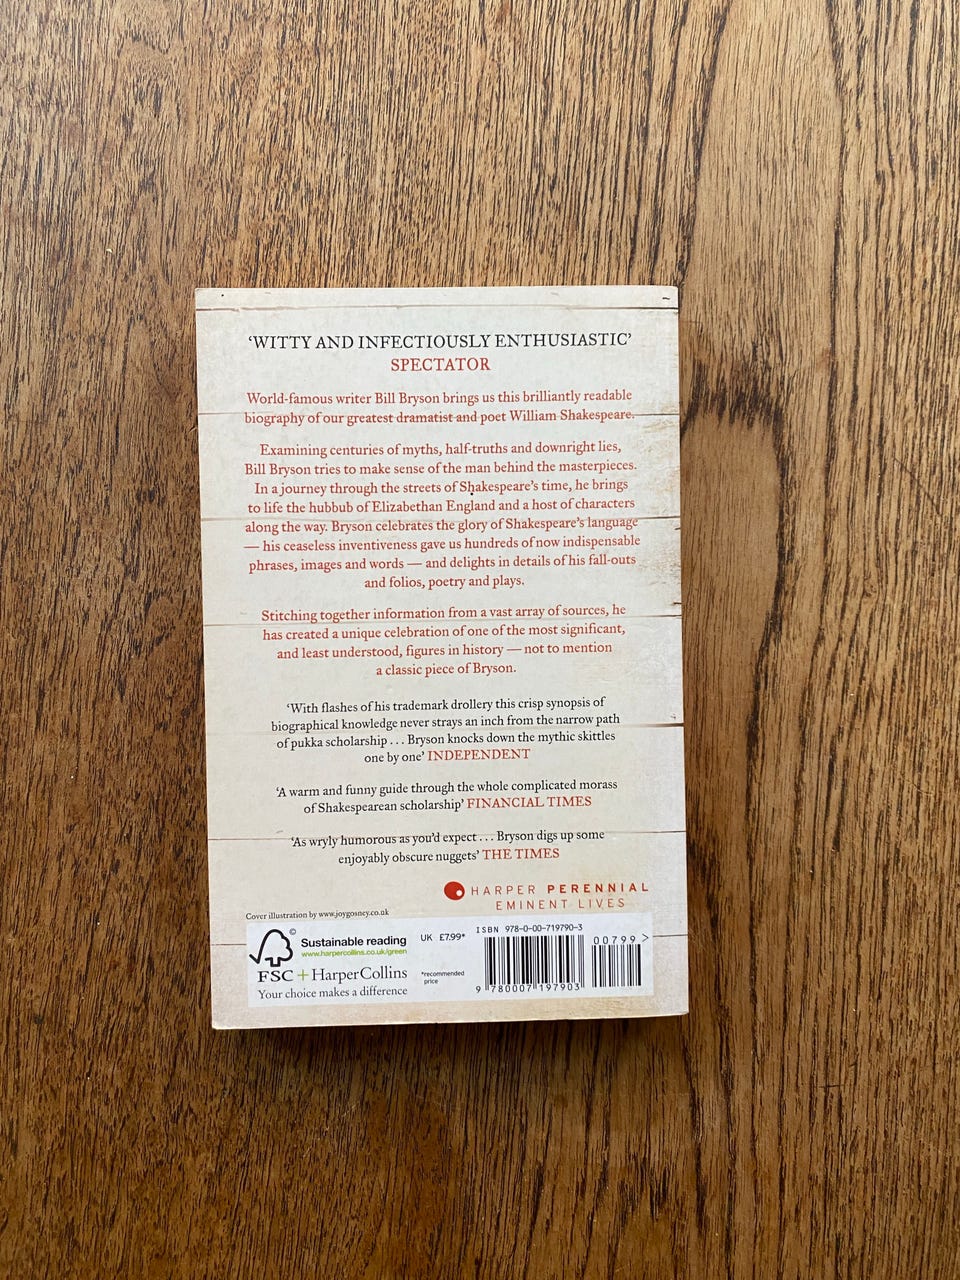 ‘WITTY AND INFECTIOUSLY ENTHUSIASTIC’
SPECTATOR
World-famous writer Bill Bryson brings us this brilliantly readable
biography of our greatest dramatist and poet William Shakespeare.
Examining centuries of myths, half-truths and downright lies,
Bill Bryson tries to make sense of the man behind the masterpieces.
In a journey through the streets of Shakespeare’s time, he brings
to life the hubbub of Elizabethan England and a host of characters
along the way. Bryson celebrates the glory of Shakespeare’s language
— his ceaseless inventiveness gave us hundreds of now indispensable
phrases, images and words — and delights in details of his fall-outs
and folios, poetry and plays.
Stitching together information from a vast array of sources, he
has created a unique celebration of one of the most significant,
and least understood, figures in history — not to mention
a classic piece of Bryson.
‘With flashes of his trademark drollery this crisp synopsis of
biographical knowledge never strays an inch from the narrow path
of pukka scholarship . . . Bryson knocks down the mythic skittles
one by one’ INDEPENDENT
‘A warm and funny guide through the whole complicated morass
of Shakespearean scholarship’ FINANCIAL TIMES
‘As wryly humorous as you’d expect . . . Bryson digs up some
enjoyably obscure nuggets’ THE TIMES
HARPER PERENNIAL
EMINENT LIVES
Cover illustration by www.joygosney.co.uk
©
Sustainable reading
www.harpercollins.co.uk/green
FSC + HarperCollins
Your choice makes a difference
UK £7.99*
*recommended
price
ISBN 978-0-00-719790-3
00799 >
9 780007 197903